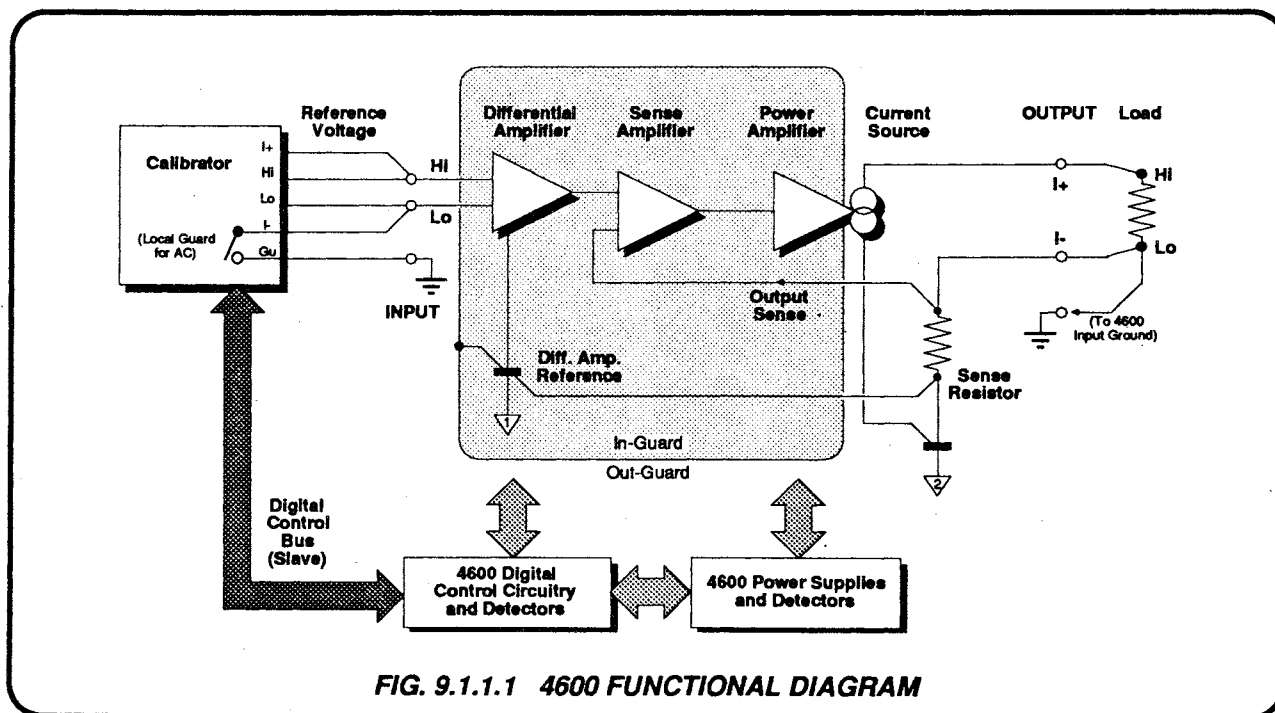 Reference
Voltage
Differential
Amplifier
Sense
Amplifier
Power
Amplifier
Current
Source
OUTPUT
Load
Calibrator
I+
Hi
Lo
I-
Gu
(Local Guard
for AC)
Hi
Lo
INPUT
I+
I-
Hi
Lo
Output
Sense
(To 4600
Input Ground)
Diff. Amp.
Reference
Sense
Resistor
1
2
In-Guard
Out-Guard
Digital
Control
Bus
(Slave)
4600 Digital
Control Circuitry
and Detectors
4600 Power Supplies
and Detectors
FIG. 9.1.1.1 4600 FUNCTIONAL DIAGRAM